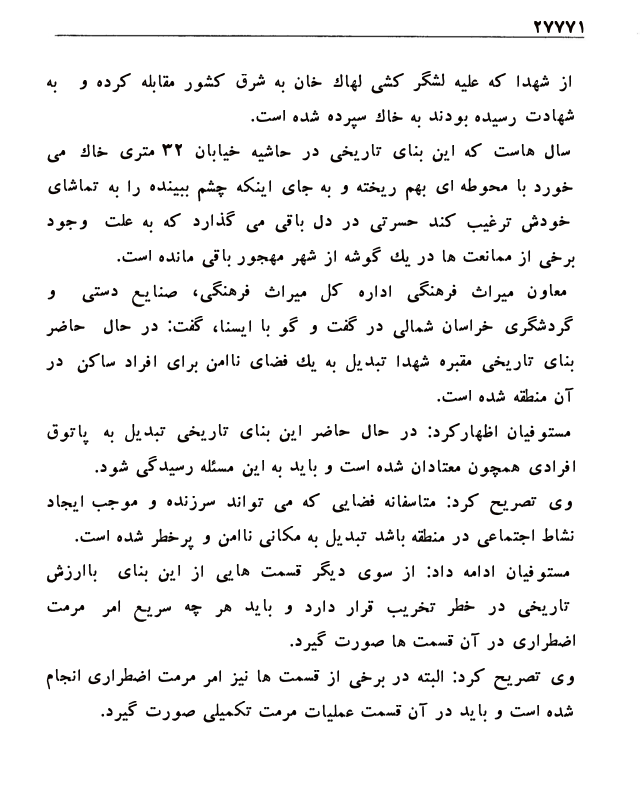 ۲۷۷۷۱
از شهدا که علیه لشگر کشی لهاك خان به شرق کشور مقابله کرده و به
شهادت رسیده بودند به خاك سپرده شده است.
سال هاست که این بنای تاریخی در حاشیه خیابان ۳۲ متری خاك می
خورد با محوطه ای بهم ریخته و به جای اینکه چشم ببینده را به تماشای
خودش ترغیب کند حسرتی در دل باقی می گذارد که به علت وجود
برخی از ممانعت ها در یك گوشه از شهر مهجور باقی مانده است.
معاون میراث فرهنگی اداره کل میراث فرهنگی، صنایع دستی و
گردشگری خراسان شمالی در گفت و گو با ایسنا، گفت: در حال حاضر
بنای تاریخی مقبره شهدا تبدیل به یك فضای ناامن برای افراد ساکن در
آن منطقه شده است.
مستوفیان اظهارکرد: در حال حاضر این بنای تاریخی تبدیل به پاتوق
افرادی همچون معتادان شده است و باید به این مسئله رسیدگی شود.
وی تصریح کرد: متاسفانه فضایی که می تواند سرزنده و موجب ایجاد
نشاط اجتماعی در منطقه باشد تبدیل به مکانی ناامن و پرخطر شده است.
مستوفیان ادامه داد: از سوی دیگر قسمت هایی از این بنای باارزش
تاریخی در خطر تخریب قرار دارد و باید هر چه سریع امر مرمت
اضطراری در آن قسمت ها صورت گیرد.
وی تصریح کرد: البته در برخی از قسمت ها نیز امر مرمت اضطراری انجام
شده است و باید در آن قسمت عملیات مرمت تکمیلی صورت گیرد.